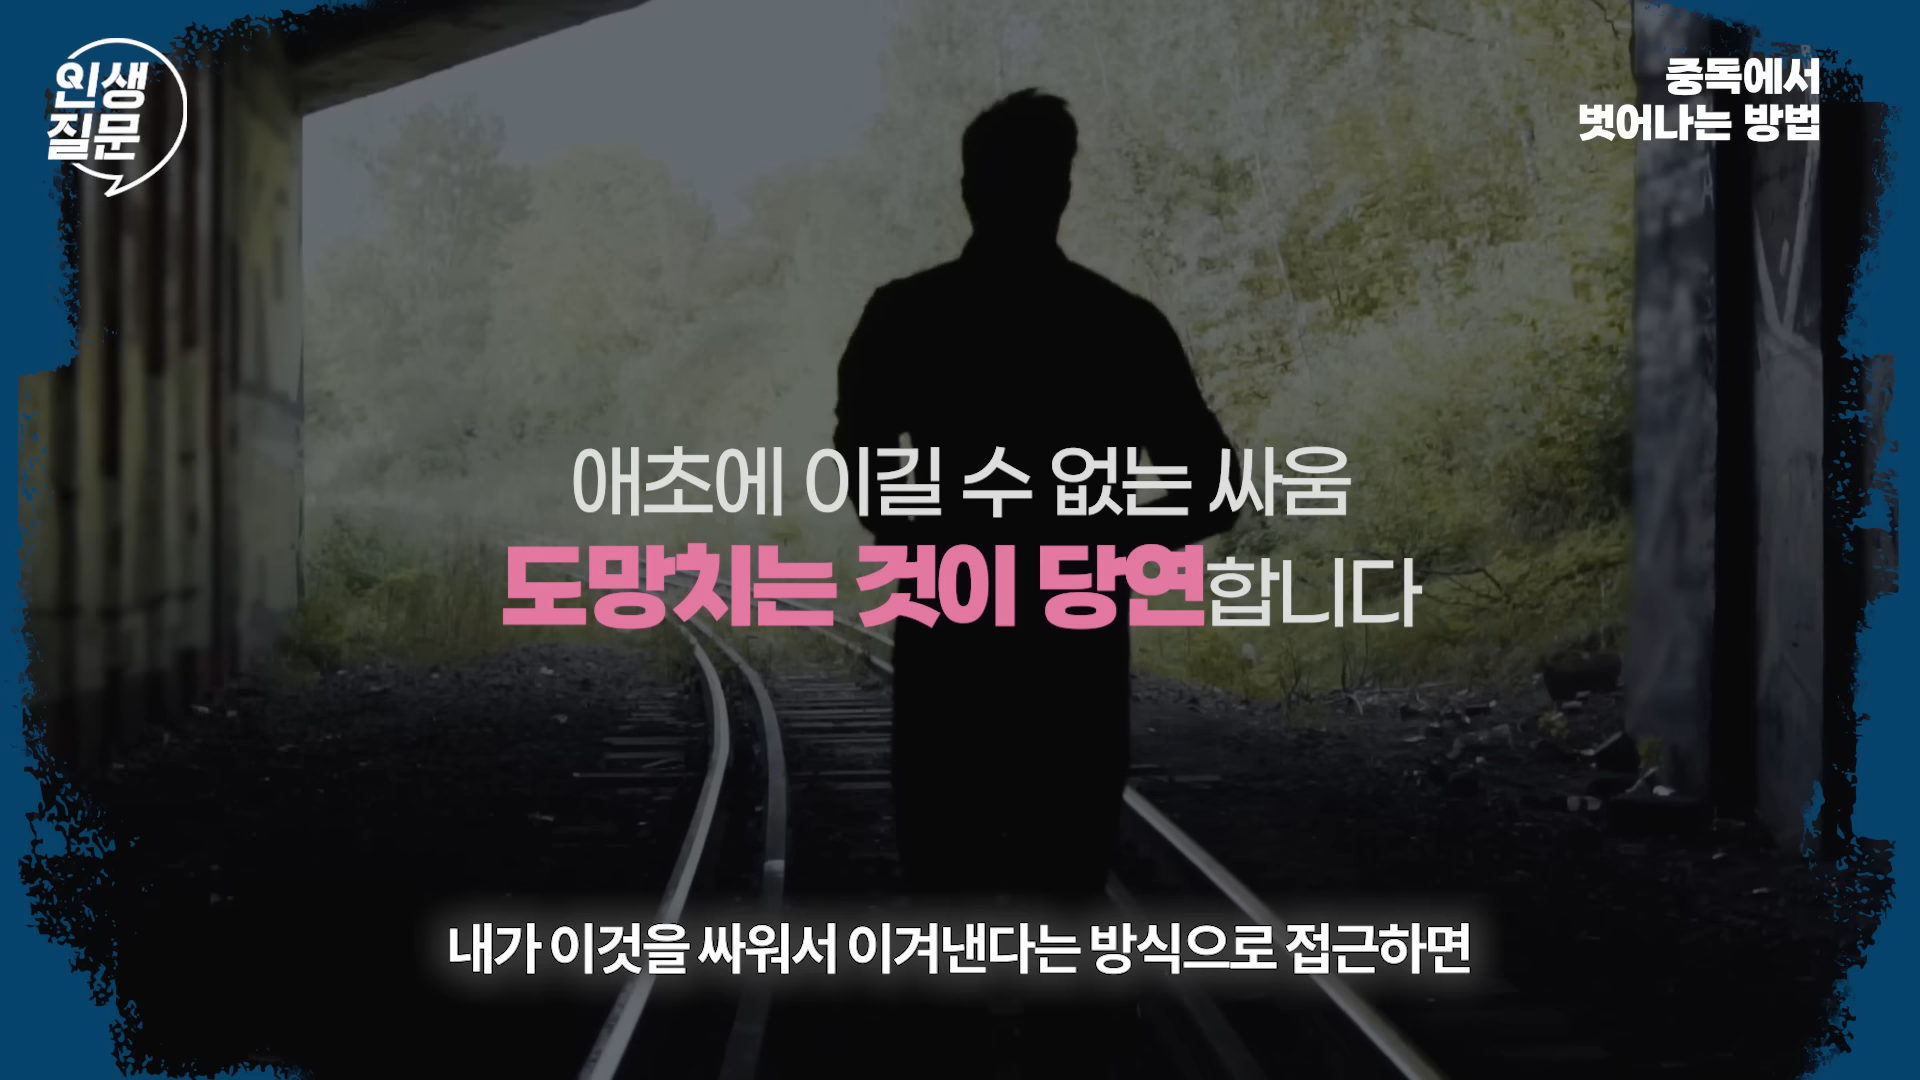 인생
질문
중독에서
벗어나는 방법
애초에 이길 수 없는 싸움
도망치는 것이 당연합니다
내가 이것을 싸워서 이겨낸다는 방식으로 접근하면